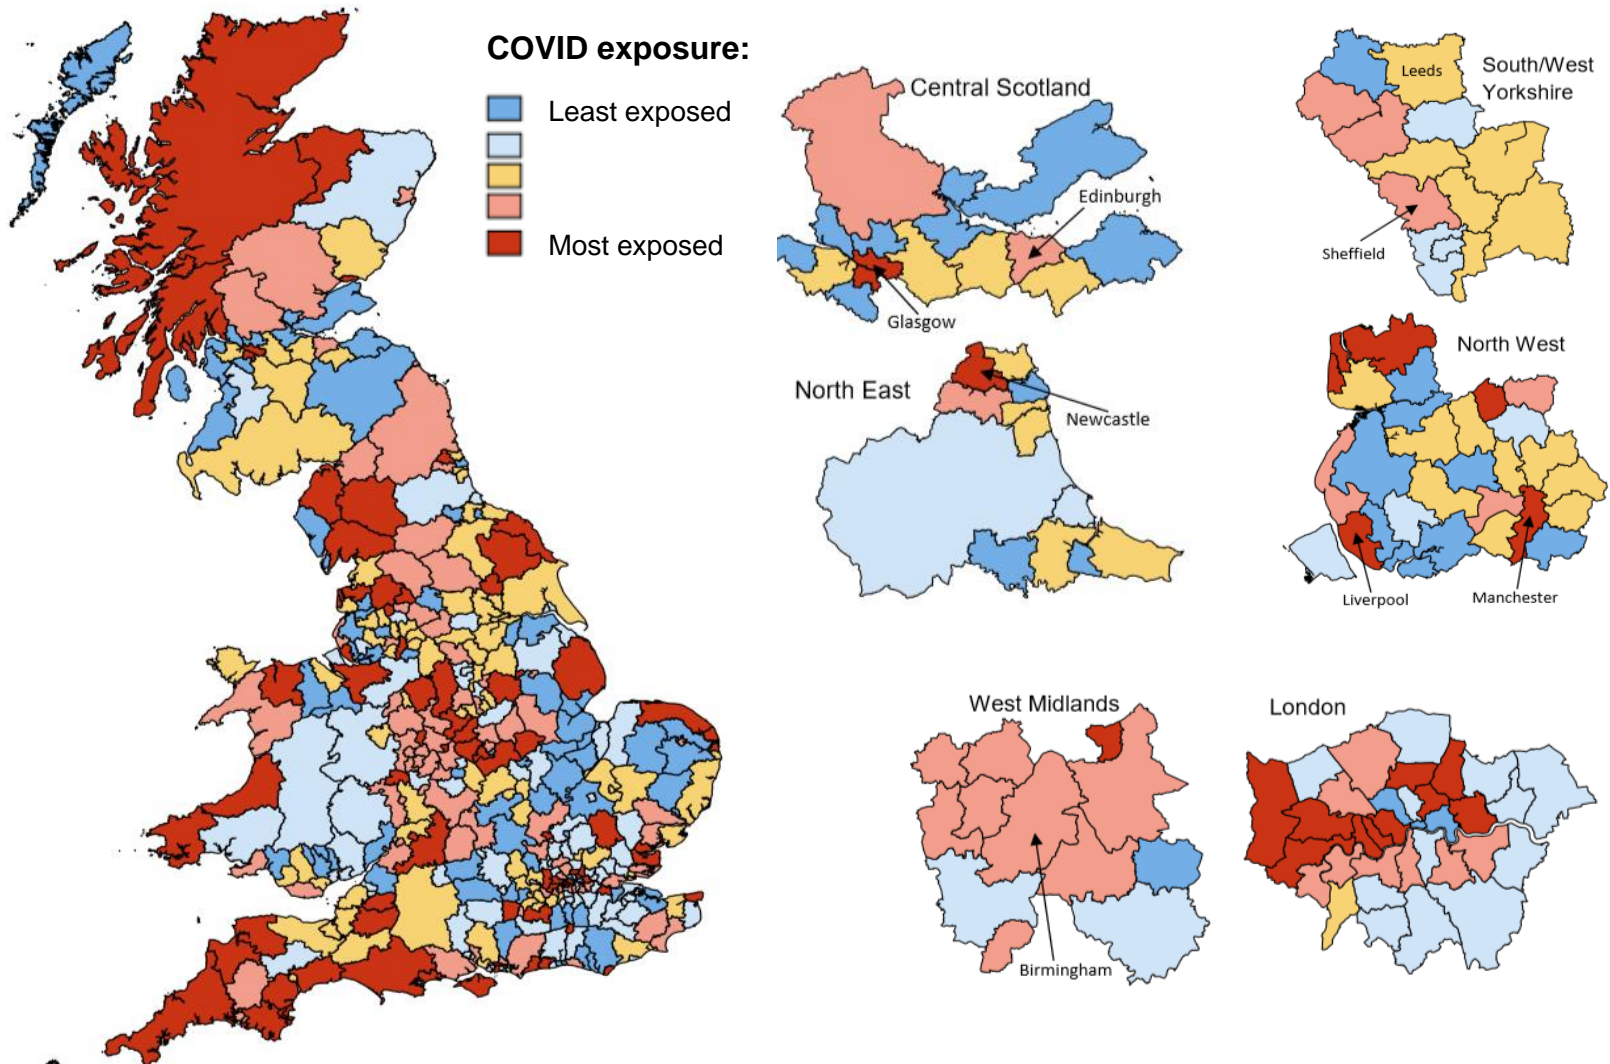 COVID exposure:
Least exposed
Most exposed
Central Scotland
Edinburgh
Glasgow
South/West
Yorkshire
Leeds
Sheffield
North East
Newcastle
North West
Liverpool
Manchester
West Midlands
Birmingham
London